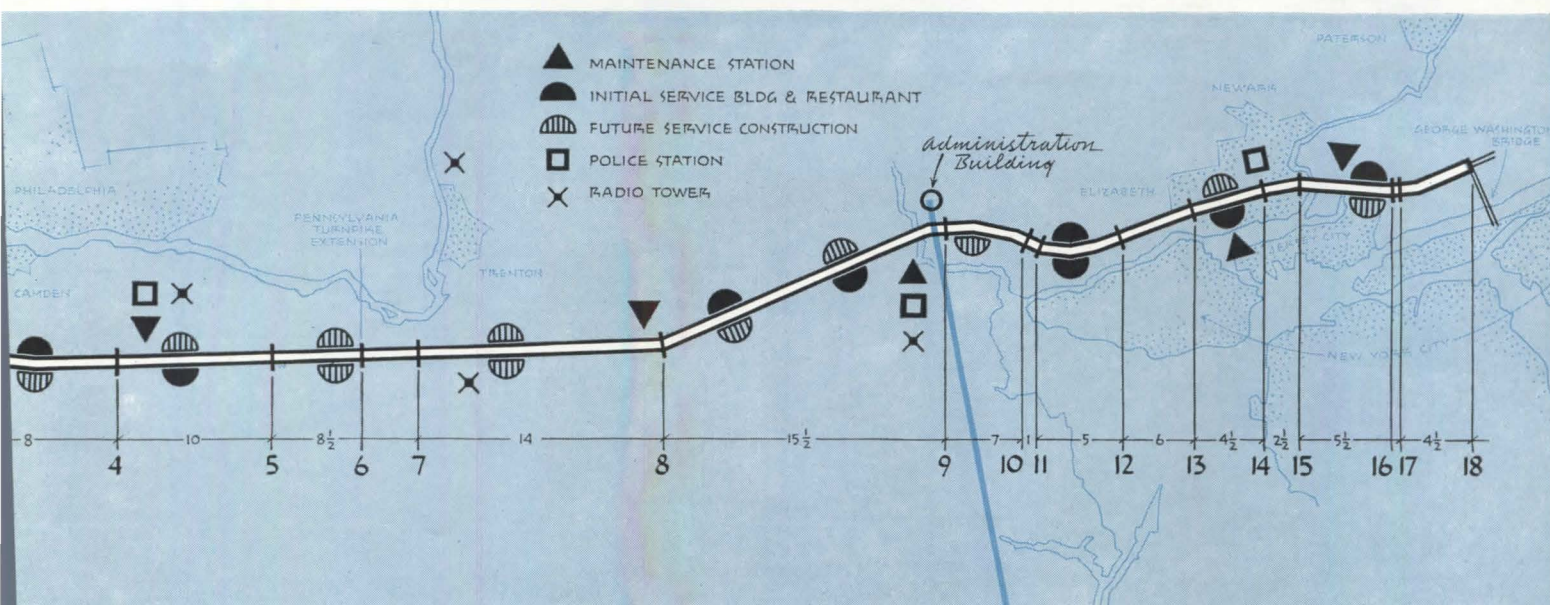 MAINTENANCE STATION
INITIAL SERVICE BLDG & RESTAURANT
FUTURE SERVICE CONSTRUCTION
POLICE STATION
RADIO TOWER
PATERSON
NEWARK
GEORGE WASHINGTON
BRIDGE
administration
Building
PHILADELPHIA
ELIZABETH
PENNSYLVANIA
TURNPIKE
EXTENSION
JERSEY CITY
TRENTON
CAMDEN
NEW YORK CITY
8 10 8½ 14 15½ 7 1 5 6 4½ 2½ 5½ 4½
4 5 6 7 8 9 10 11 12 13 14 15 16 17 18